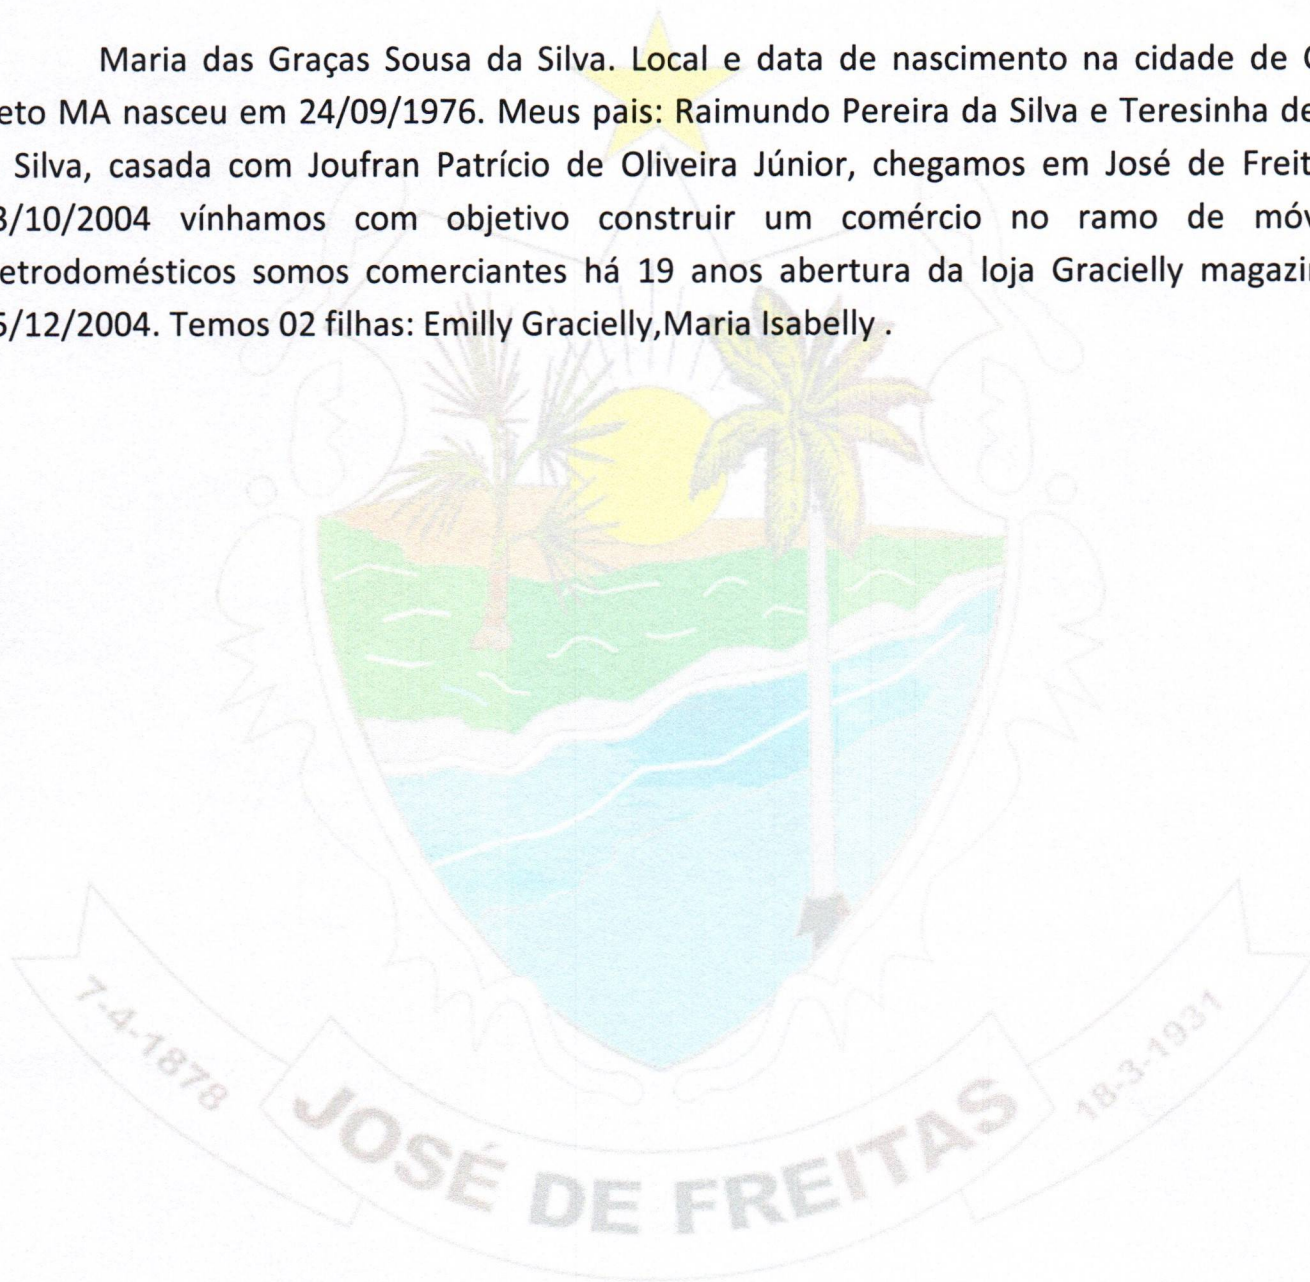 Maria das Graças Sousa da Silva. Local e data de nascimento na cidade de
eto MA nasceu em 24/09/1976. Meus pais: Raimundo Pereira da Silva e Teresinha de
Silva, casada com Joufran Patrício de Oliveira Júnior, chegamos em José de Freit
/10/2004 vínhamos com objetivo construir um comércio no ramo de móv
etrodomésticos somos comerciantes há 19 anos abertura da loja Gracielly magazi
/12/2004. Temos 02 filhas: Emilly Gracielly,Maria Isabelly .
7-4-1878
JOSÉ DE FREITAS
18-3-1931